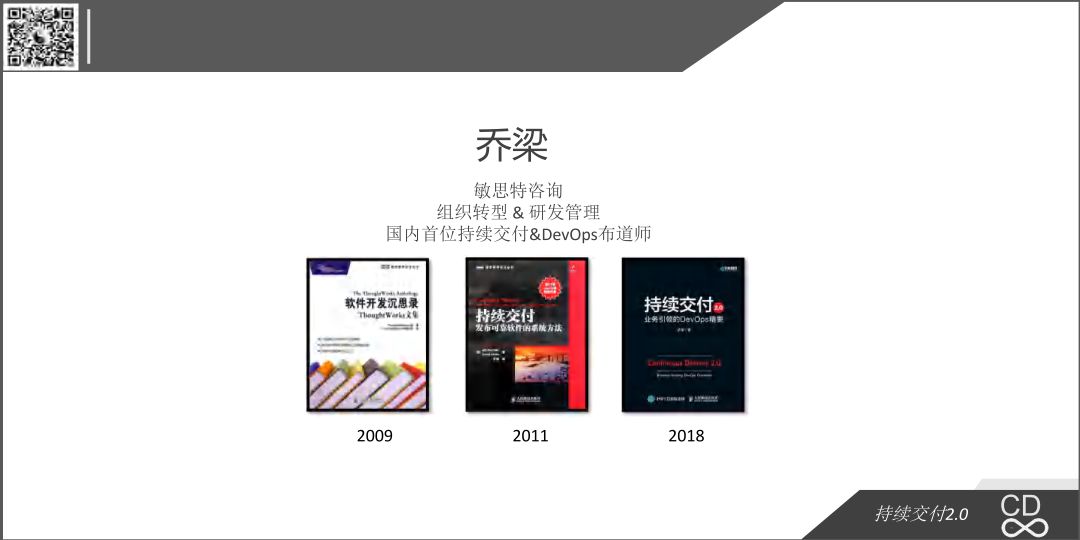 乔梁
敏思特咨询
组织转型 & 研发管理
国内首位持续交付&DevOps布道师
The ThoughtWorks Anthology
软件开发沉思录
ThoughtWorks文集
持续交付
发布可靠软件的系统方法
持续交付 2.0
业务引领的DevOps精要
Continuous Delivery 2.0
2009
2011
2018
持续交付2.0
CD